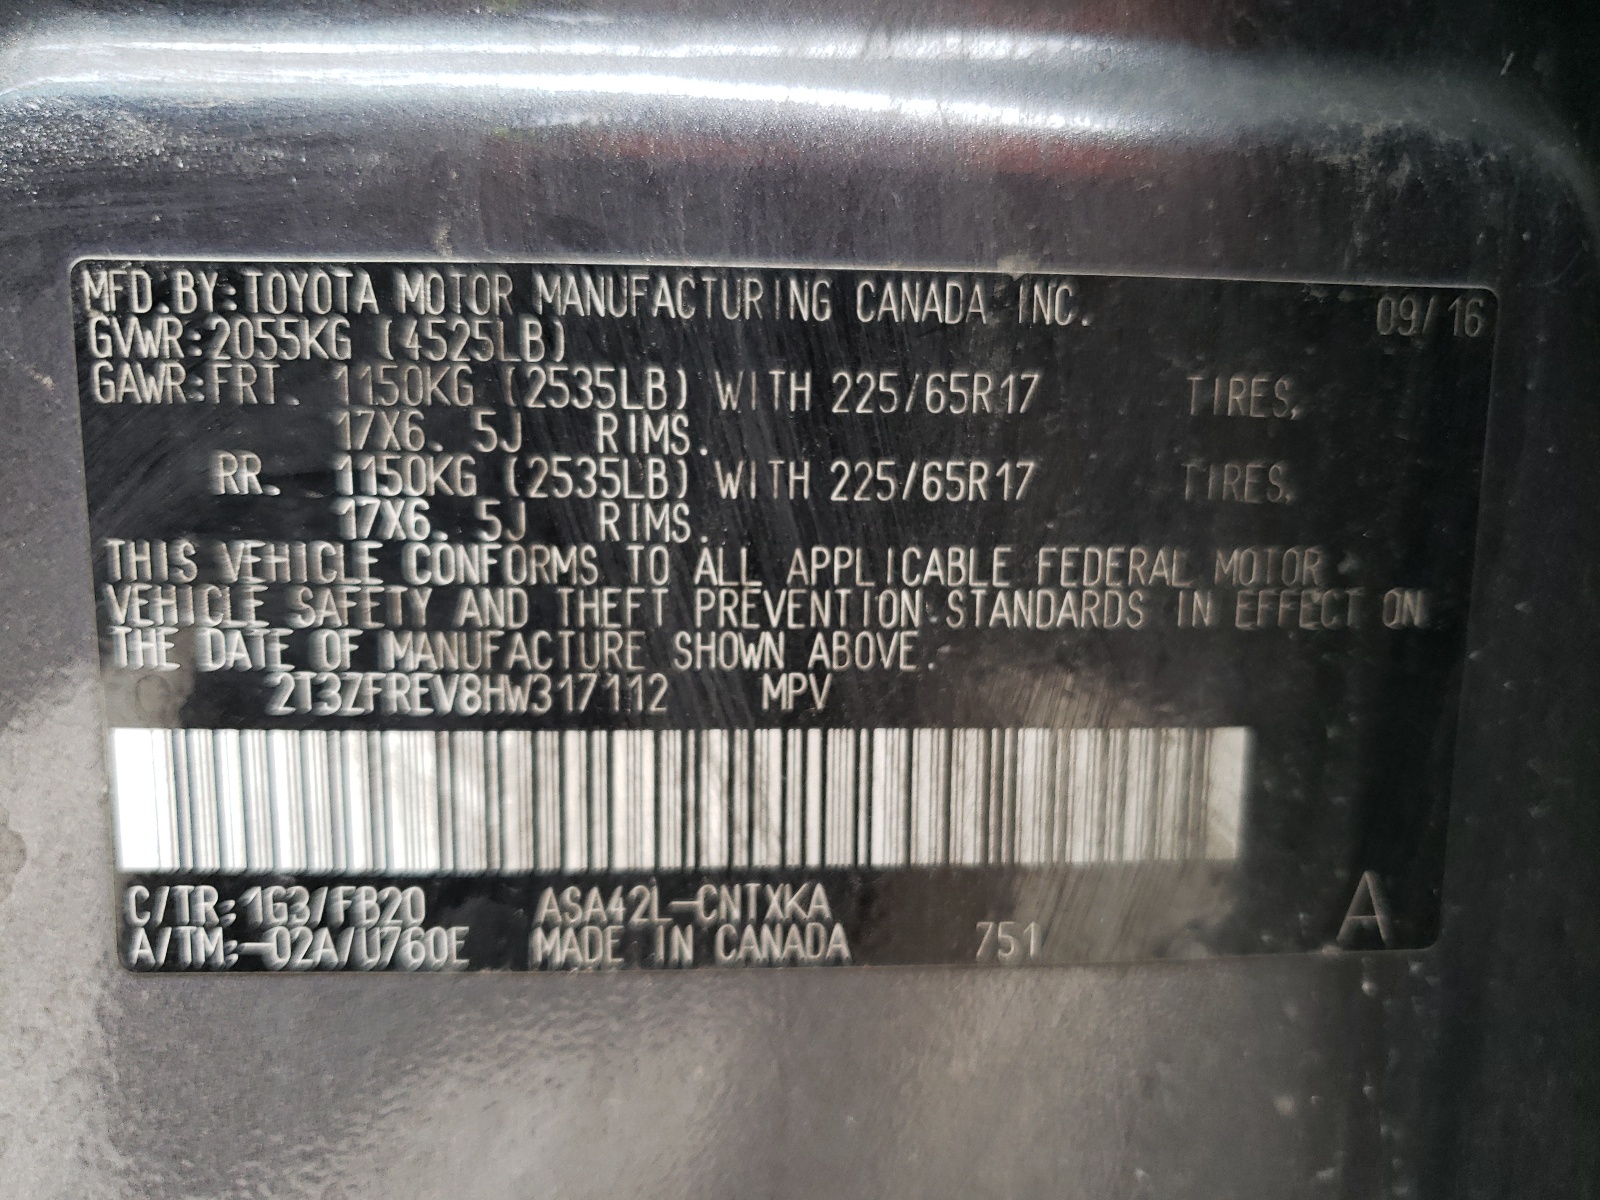 MFD.BY:TOYOTA MOTOR MANUFACTURING CANADA INC. 09/16
GVWR:2055KG (4525LB)
GAWR:FRT. 1150KG (2535LB) WITH 225/65R17 TIRES,
17X6.5J RIMS.
RR. 1150KG (2535LB) WITH 225/65R17 TIRES,
17X6.5J RIMS.
THIS VEHICLE CONFORMS TO ALL APPLICABLE FEDERAL MOTOR
VEHICLE SAFETY AND THEFT PREVENTION STANDARDS IN EFFECT ON
THE DATE OF MANUFACTURE SHOWN ABOVE.
2T3ZFREV8HW317112 MPV
C/TR:1G3/FB20 ASA42L-CNTXKA A
A/TM:-02A/U760E MADE IN CANADA 751